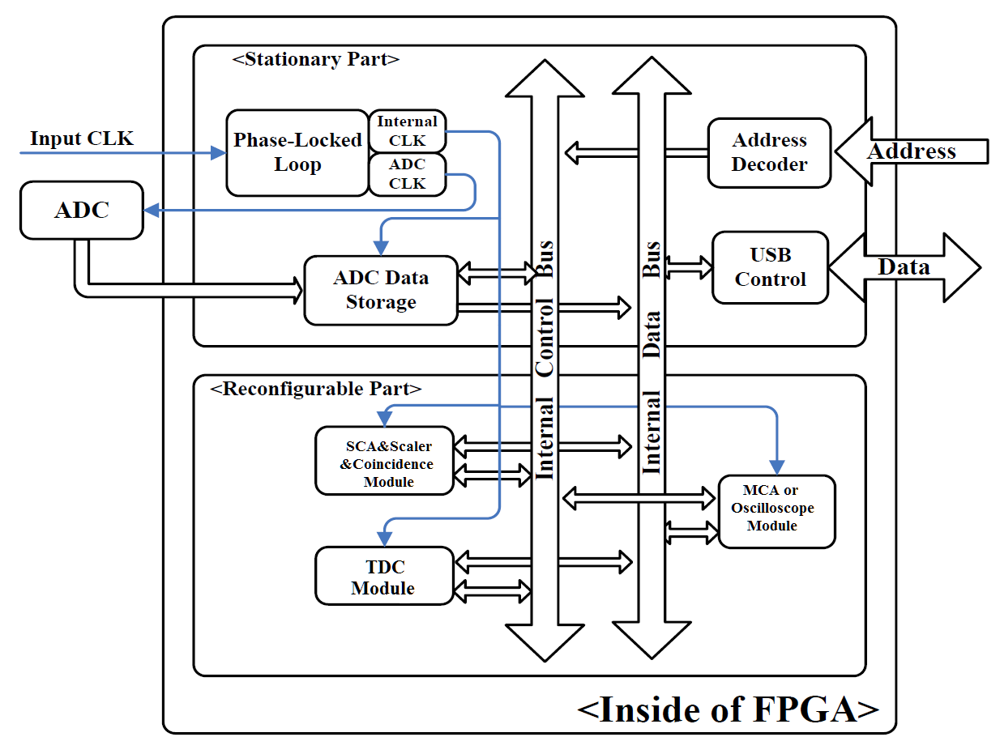 <Stationary Part>
Input CLK
Phase-Locked
Loop
Internal
CLK
ADC
CLK
Address
Decoder
Address
ADC
ADC Data
Storage
USB
Control
Data
Internal Control Bus
Internal Data Bus
<Reconfigurable Part>
SCA&Scaler
&Coincidence
Module
MCA or
Oscilloscope
Module
TDC
Module
<Inside of FPGA>